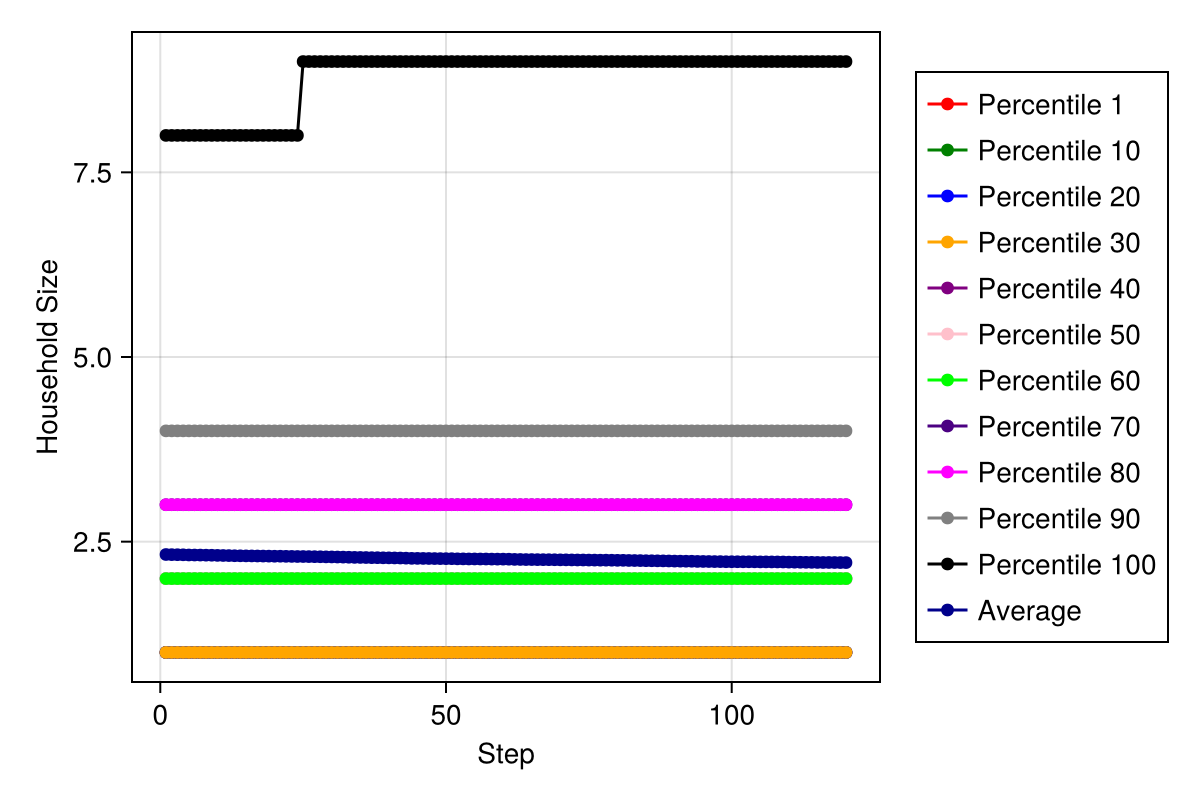 7.5
5.0
2.5
Household Size
0
50
100
Step
Percentile 1
Percentile 10
Percentile 20
Percentile 30
Percentile 40
Percentile 50
Percentile 60
Percentile 70
Percentile 80
Percentile 90
Percentile 100
Average